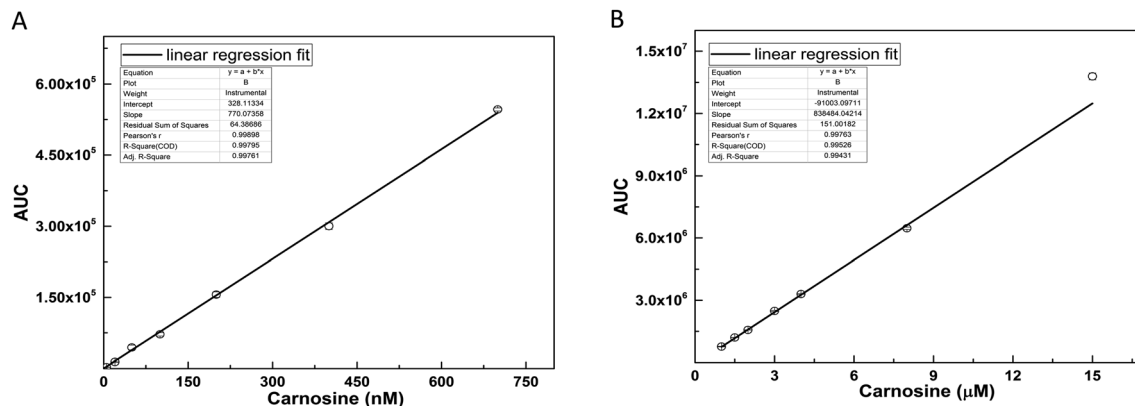 A
linear regression fit
Equation y = a + b*x
Plot B
Weight Instrumental
Intercept 328.11334
Slope 770.07358
Residual Sum of Squares 64.38686
Pearson's r 0.99898
R-Square(COD) 0.99795
Adj. R-Square 0.99761
6.00x10^5
4.50x10^5
3.00x10^5
1.50x10^5
AUC
0 150 300 450 600 750
Carnosine (nM)
B
linear regression fit
Equation y = a + b*x
Plot B
Weight Instrumental
Intercept -91003.09711
Slope 838484.04214
Residual Sum of Squares 151.00182
Pearson's r 0.99763
R-Square(COD) 0.99526
Adj. R-Square 0.99431
1.5x10^7
1.2x10^7
9.0x10^6
6.0x10^6
3.0x10^6
AUC
0 3 6 9 12 15
Carnosine (μM)